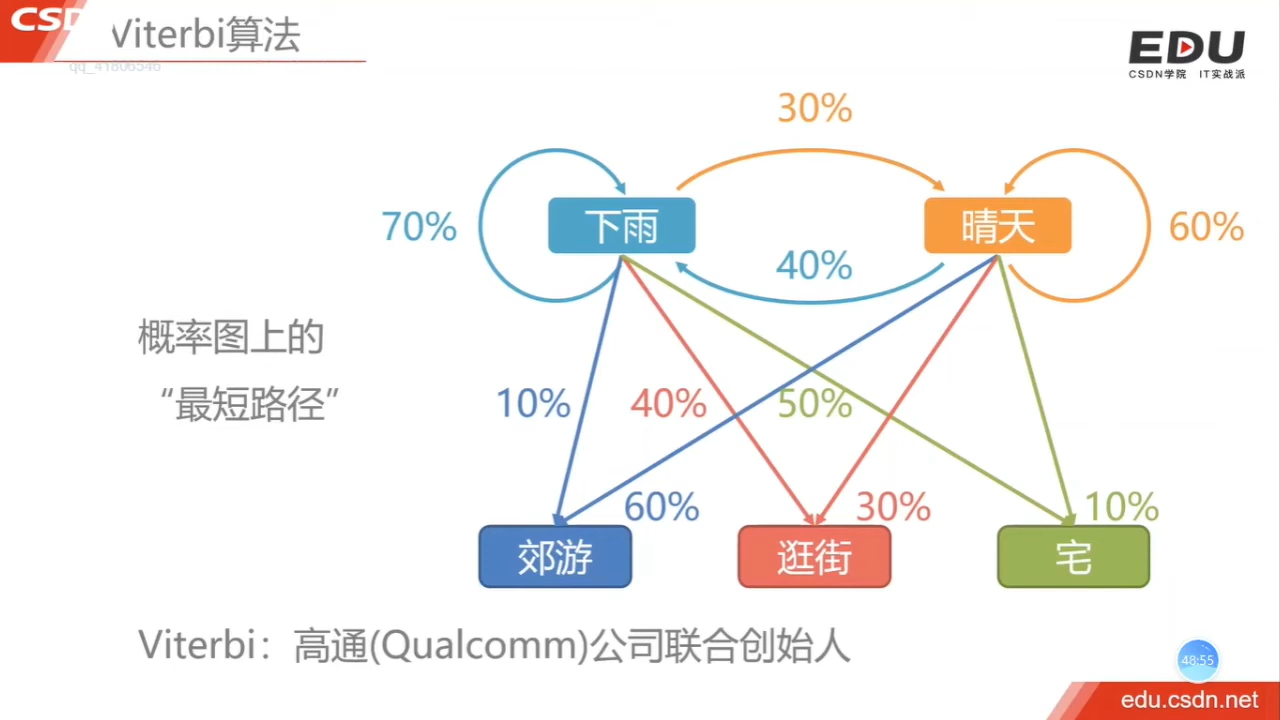 CSD
Viterbi算法
qq_41806546
EDU
CSDN学院 IT实战派
30%
下雨
晴天
70%
60%
40%
概率图上的
“最短路径”
10%
40%
50%
60%
30%
10%
郊游
逛街
宅
Viterbi：高通(Qualcomm)公司联合创始人
48:55
edu.csdn.net